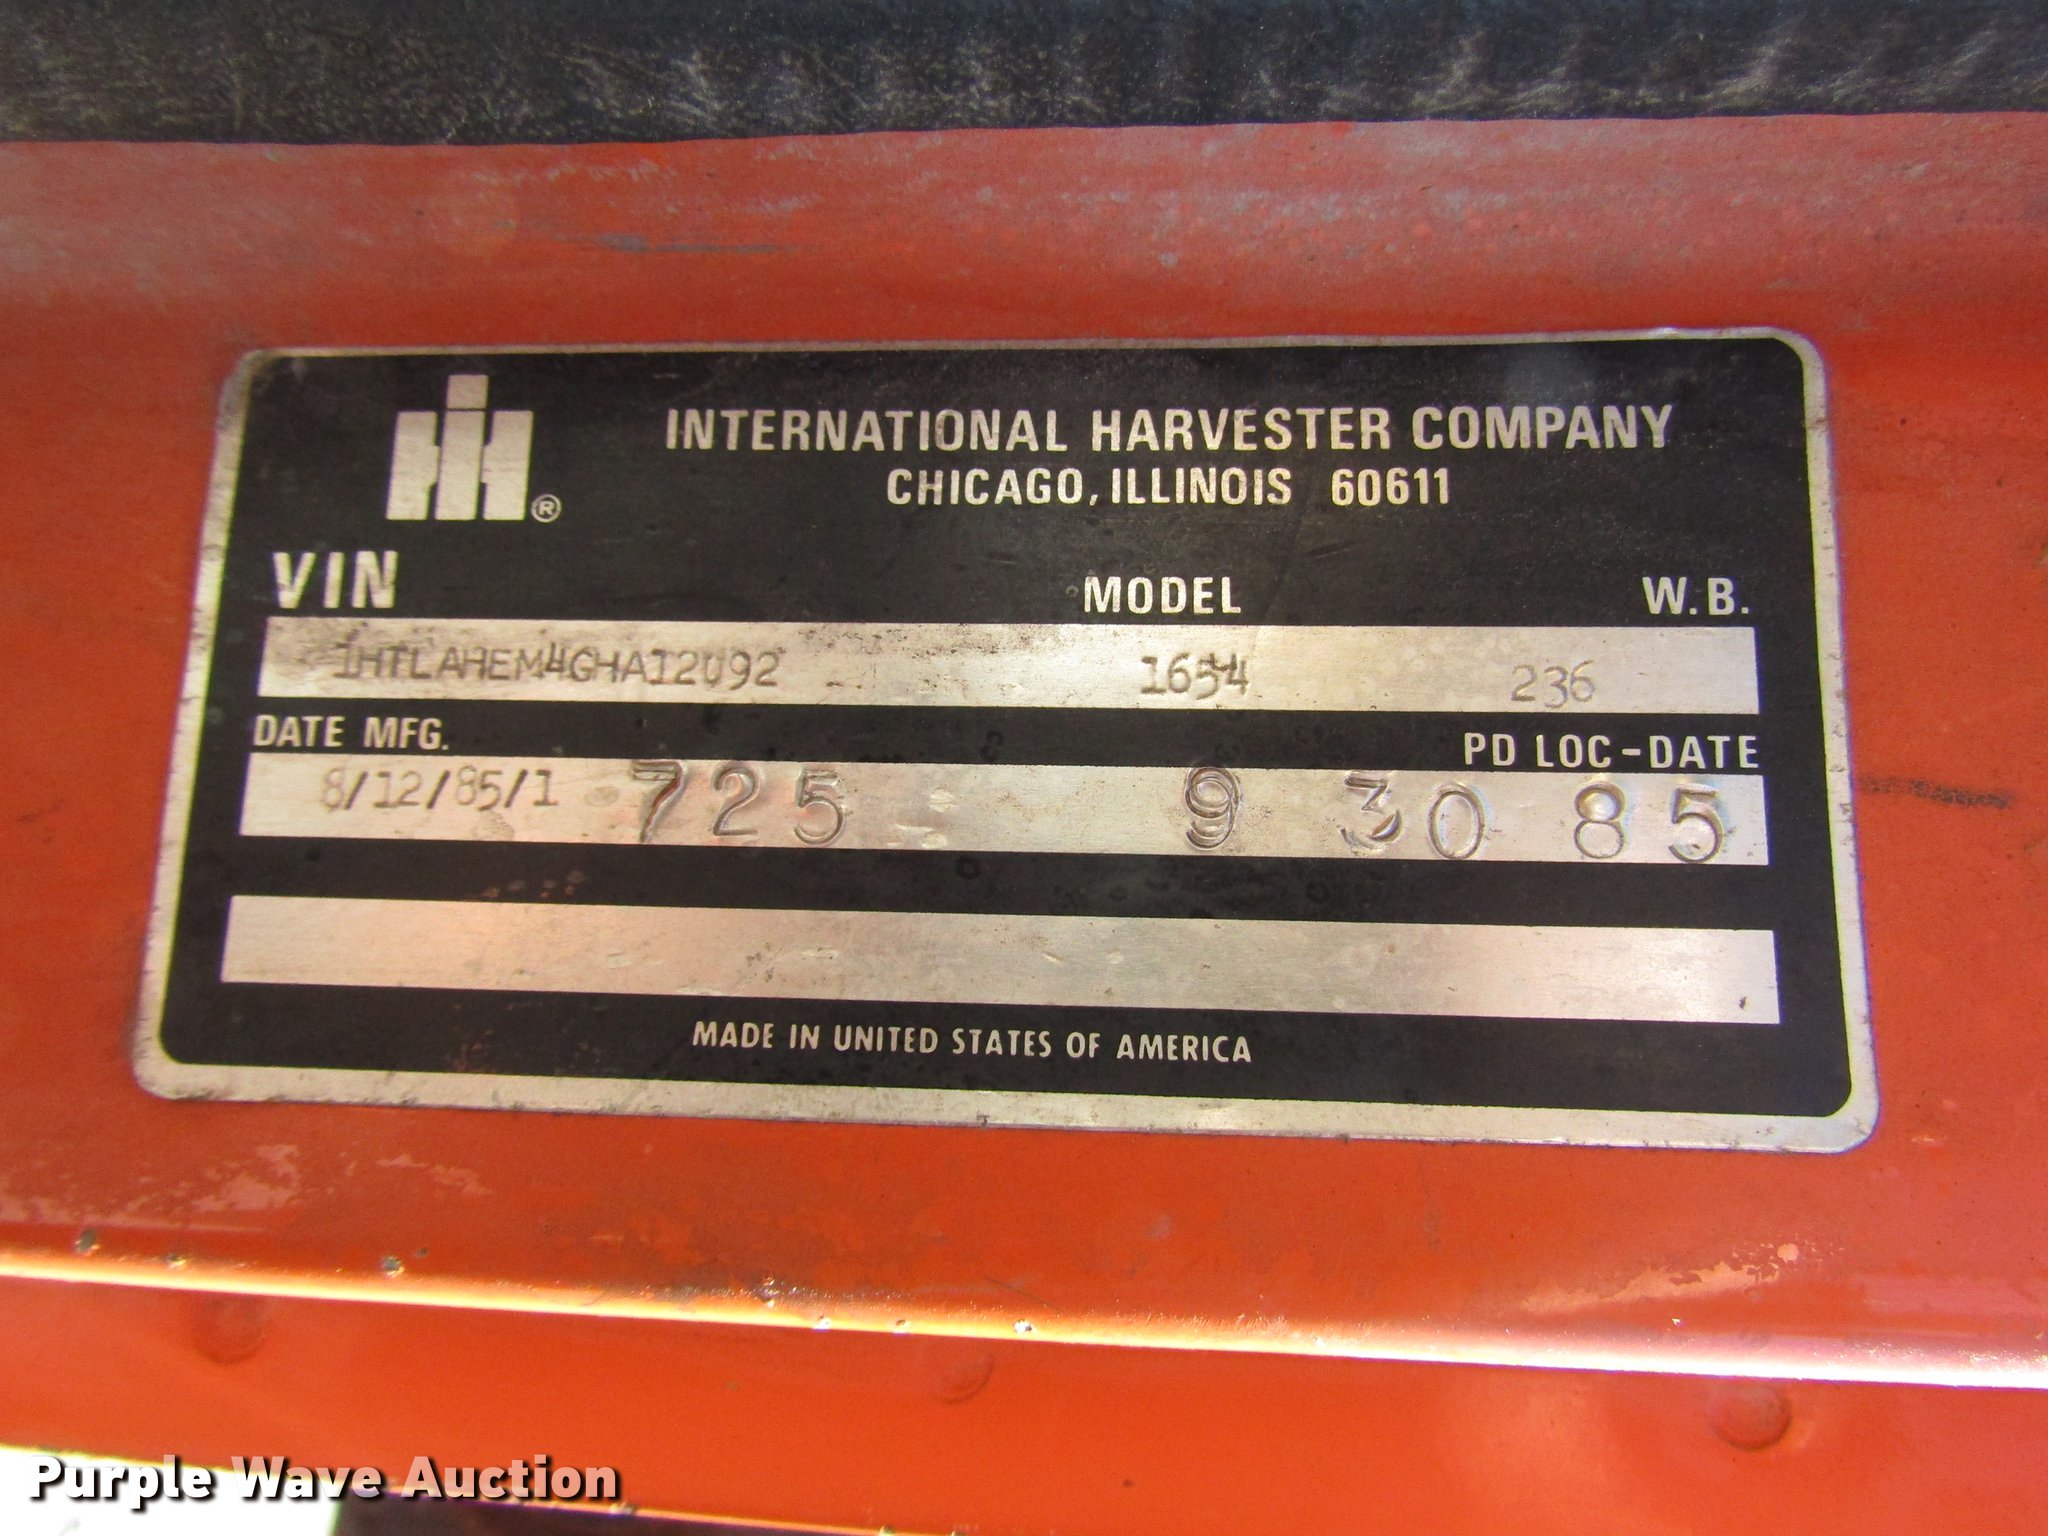 IH ®
INTERNATIONAL HARVESTER COMPANY
CHICAGO, ILLINOIS 60611
VIN MODEL W.B.
1HTLAHEM4GHA12092 1654 236
DATE MFG. PD LOC-DATE
8/12/85/1 725 9 30 85
MADE IN UNITED STATES OF AMERICA
Purple Wave Auction